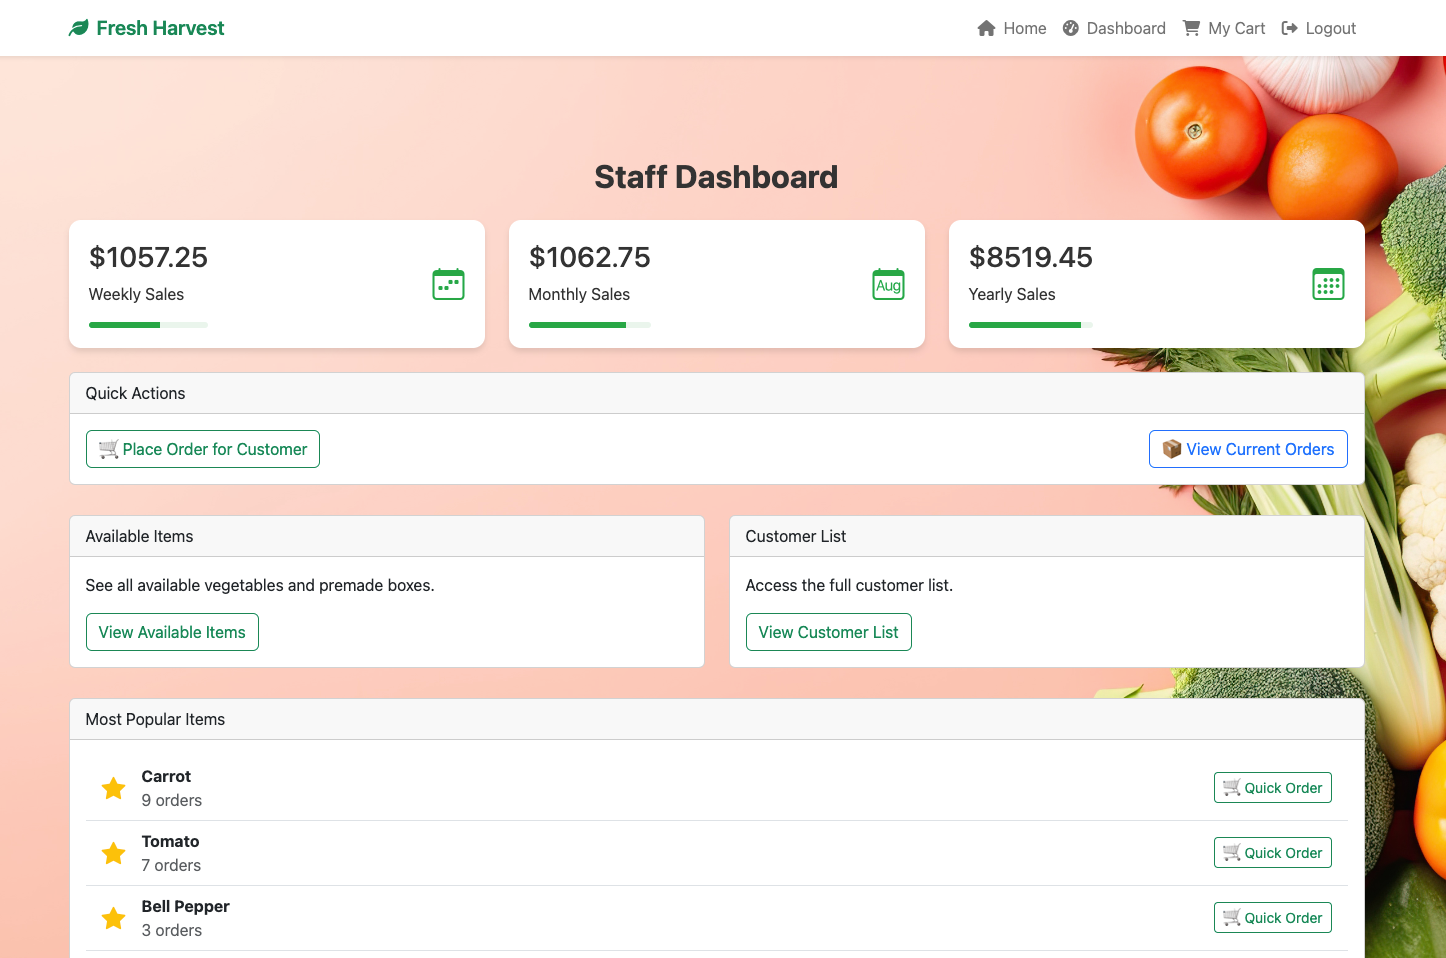 Fresh Harvest
Home Dashboard My Cart Logout
Staff Dashboard
$1057.25
Weekly Sales
$1062.75
Monthly Sales
Aug
$8519.45
Yearly Sales
Quick Actions
Place Order for Customer
View Current Orders
Available Items
See all available vegetables and premade boxes.
View Available Items
Customer List
Access the full customer list.
View Customer List
Most Popular Items
Carrot
9 orders
Quick Order
Tomato
7 orders
Quick Order
Bell Pepper
3 orders
Quick Order